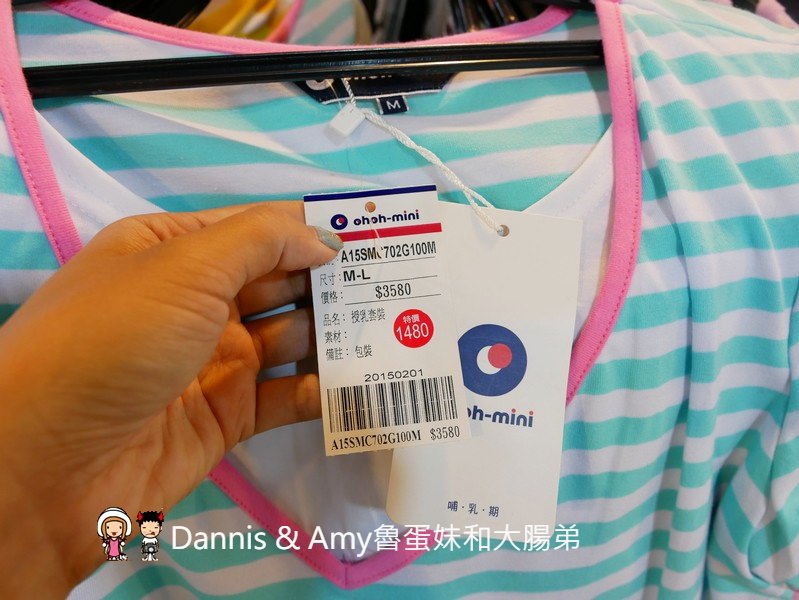 M
ohoh-mini
A15SMC702G100M
尺寸：M-L
價格： $3580
品名： 授乳套裝
素材：
備註： 包裝
特價
1480
20150201
A15SMC702G100M $3580
oh-mini
哺・乳・期
Dannis & Amy魯蛋妹和大腸弟